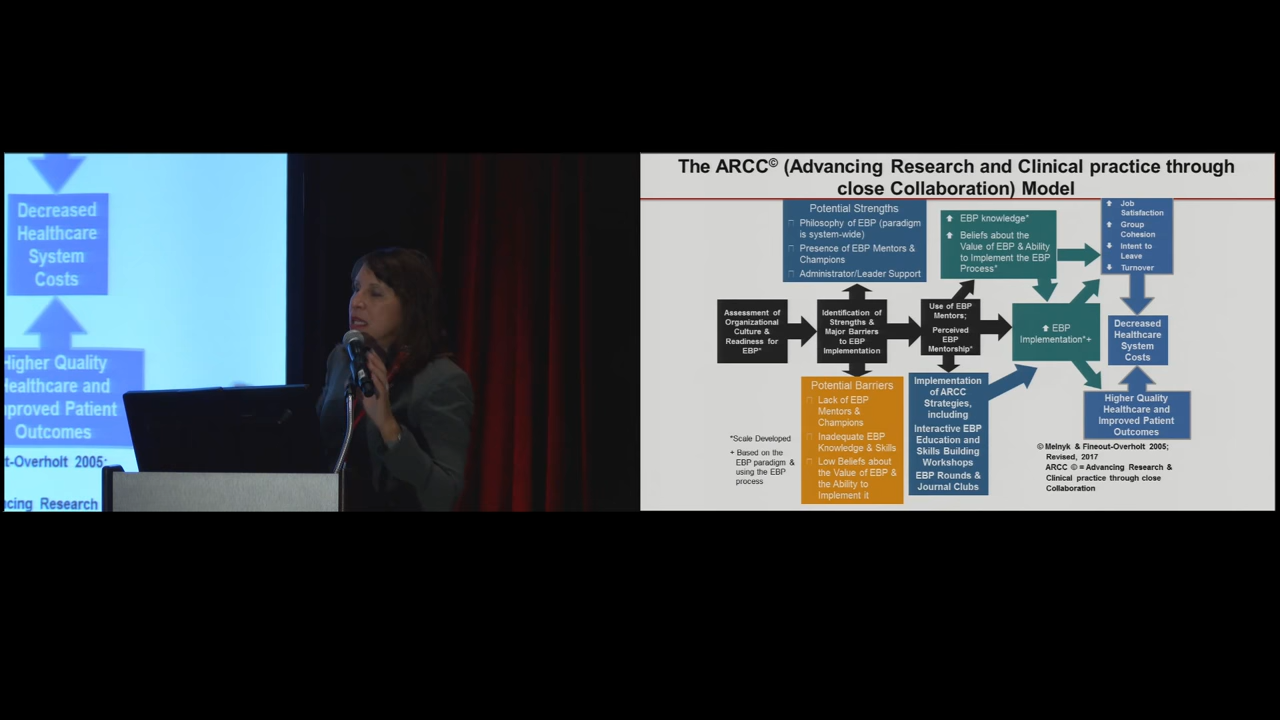 Decreased
Healthcare
System
Costs
Higher Quality
Healthcare and
Improved Patient
Outcomes
t-Overholt 2005;
ncing Research
The ARCC© (Advancing Research and Clinical practice through
close Collaboration) Model
Potential Strengths
Philosophy of EBP (paradigm
is system-wide)
Presence of EBP Mentors &
Champions
Administrator/Leader Support
EBP knowledge*
Beliefs about the
Value of EBP & Ability
to Implement the EBP
Process*
Job
Satisfaction
Group
Cohesion
Intent to
Leave
Turnover
Assessment of
Organizational
Culture &
Readiness for
EBP*
Identification of
Strengths &
Major Barriers
to EBP
Implementation
Use of EBP
Mentors;
Perceived
EBP
Mentorship*
EBP
Implementation*+
Decreased
Healthcare
System
Costs
Potential Barriers
Lack of EBP
Mentors &
Champions
Inadequate EBP
Knowledge & Skills
Low Beliefs about
the Value of EBP &
the Ability to
Implement it
Implementation
of ARCC
Strategies,
including
Interactive EBP
Education and
Skills Building
Workshops
EBP Rounds &
Journal Clubs
Higher Quality
Healthcare and
Improved Patient
Outcomes
*Scale Developed
+ Based on the
EBP paradigm &
using the EBP
process
© Melnyk & Fineout-Overholt 2005;
Revised, 2017
ARCC © = Advancing Research &
Clinical practice through close
Collaboration